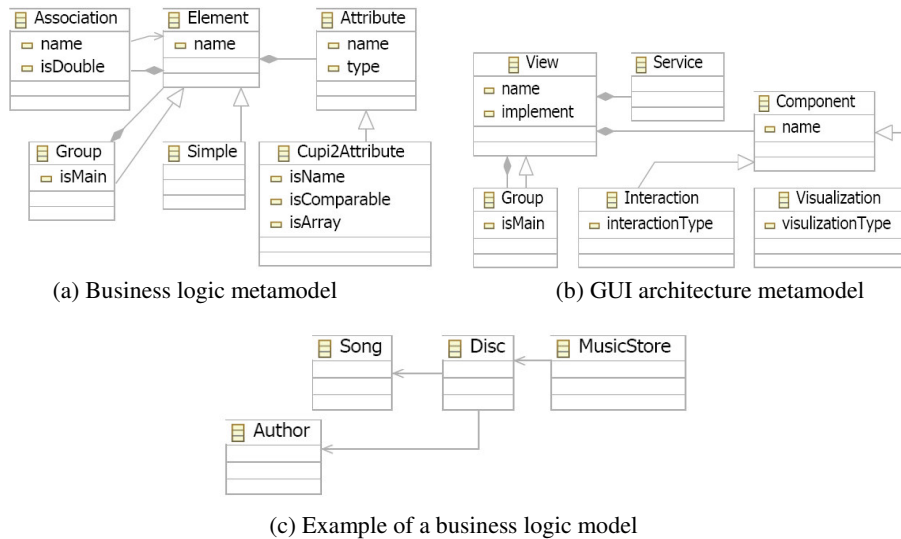 Association
name
isDouble
Element
name
Attribute
name
type
Group
isMain
Simple
Cupi2Attribute
isName
isComparable
isArray
(a) Business logic metamodel
View
name
implement
Service
Component
name
Group
isMain
Interaction
interactionType
Visualization
visulizationType
(b) GUI architecture metamodel
Song
Disc
MusicStore
Author
(c) Example of a business logic model